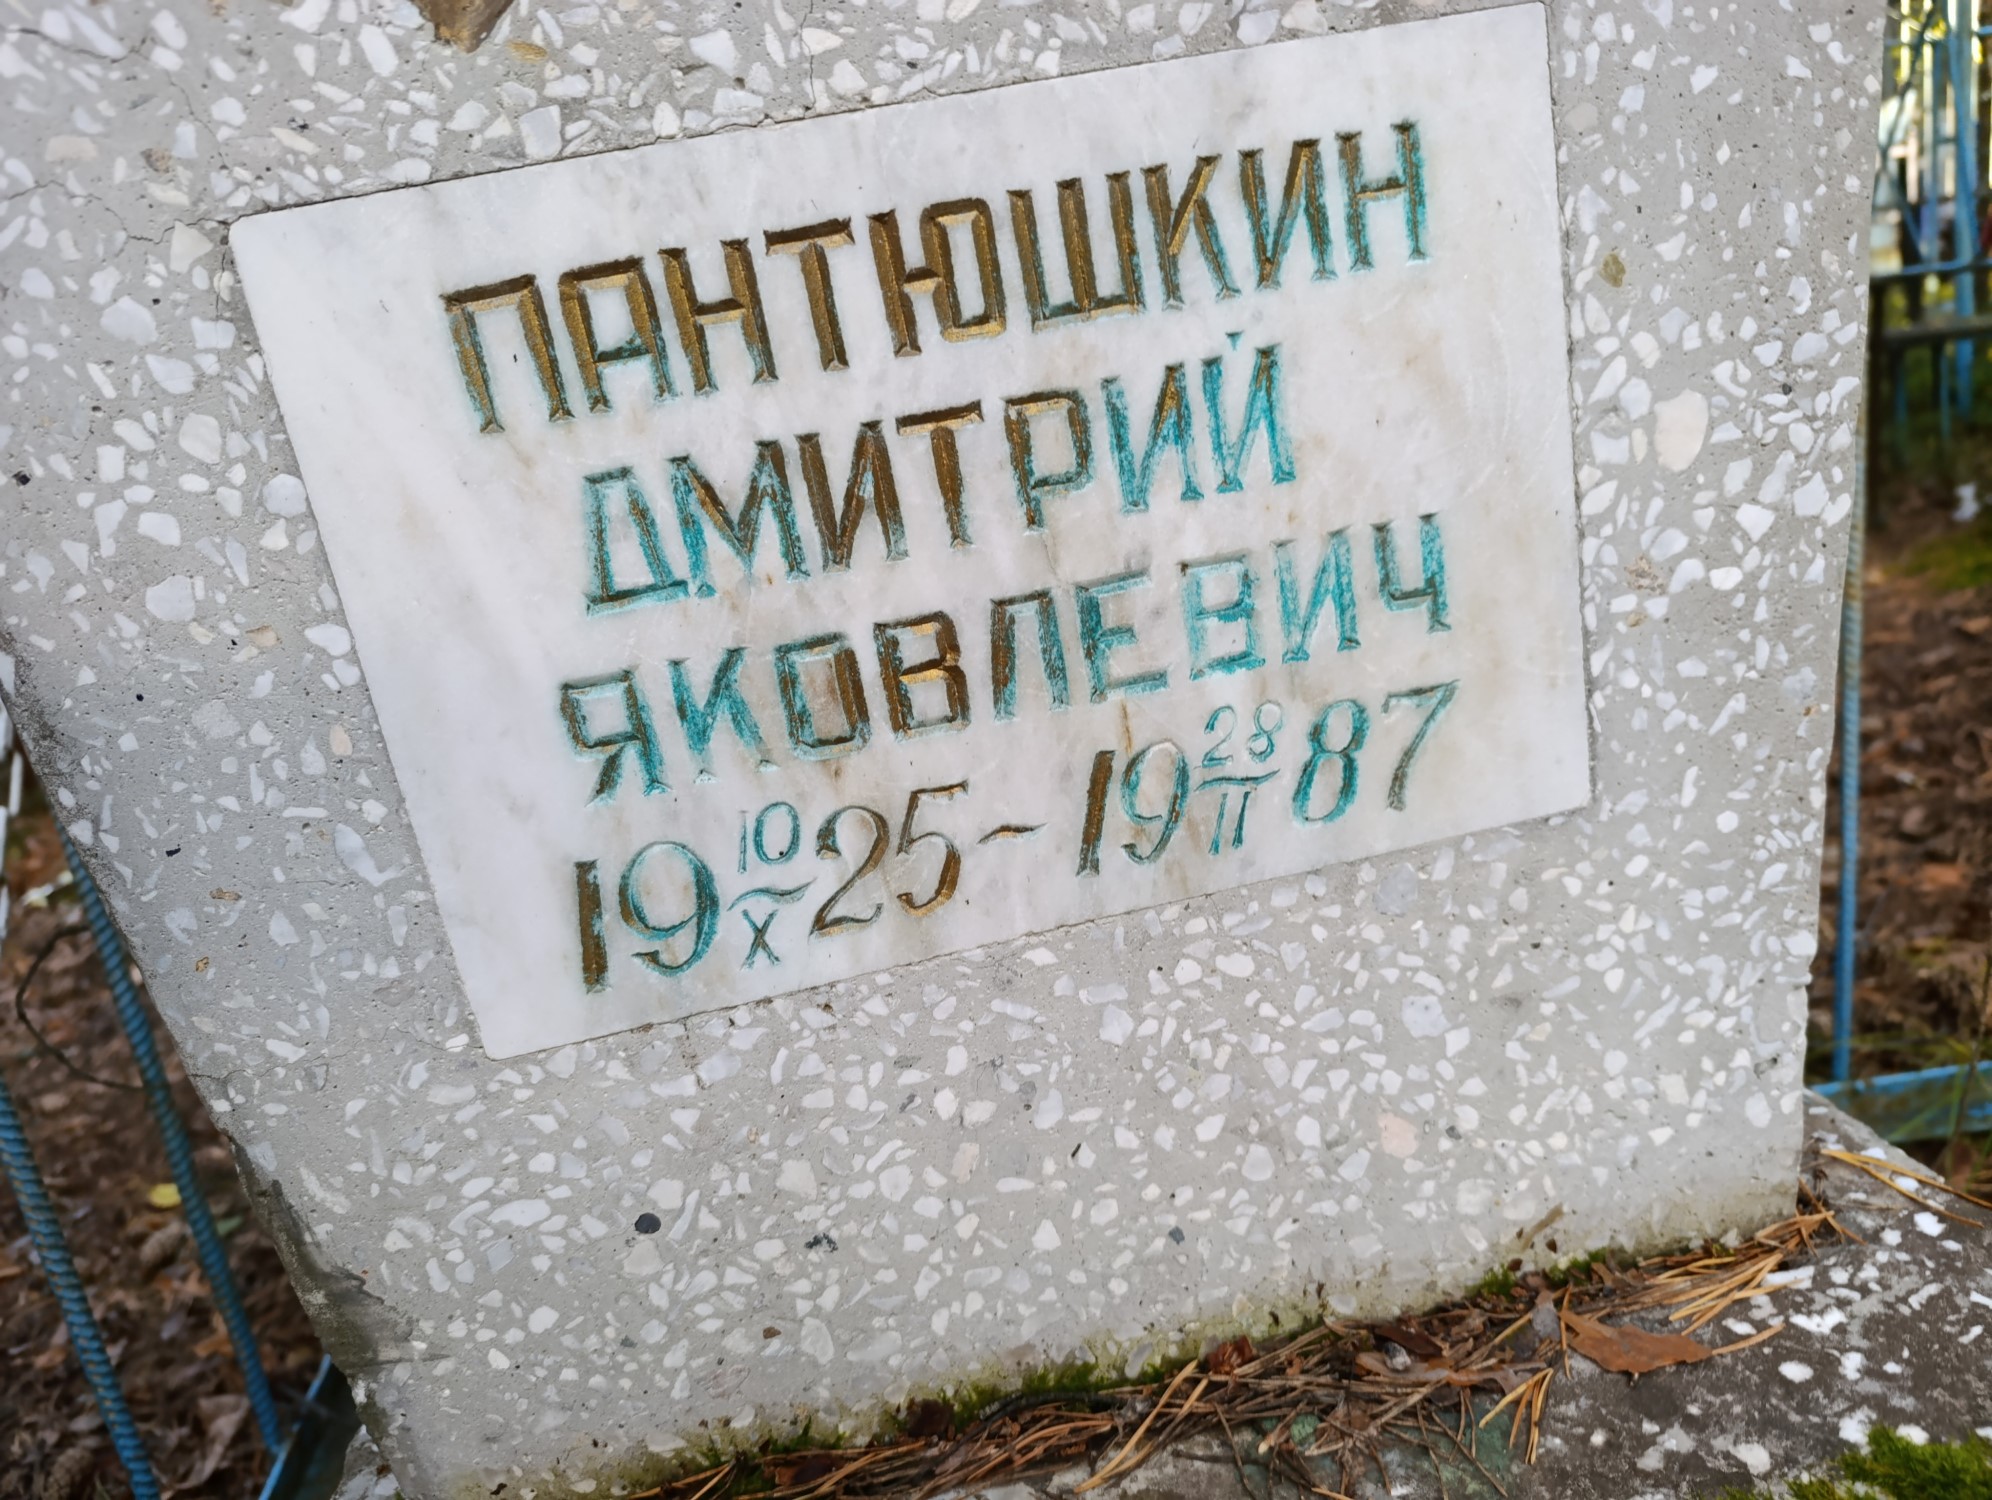 ПАНТЮШКИН
ДМИТРИЙ
ЯКОВЛЕВИЧ
19 10/X 25 ~ 19 28/II 87